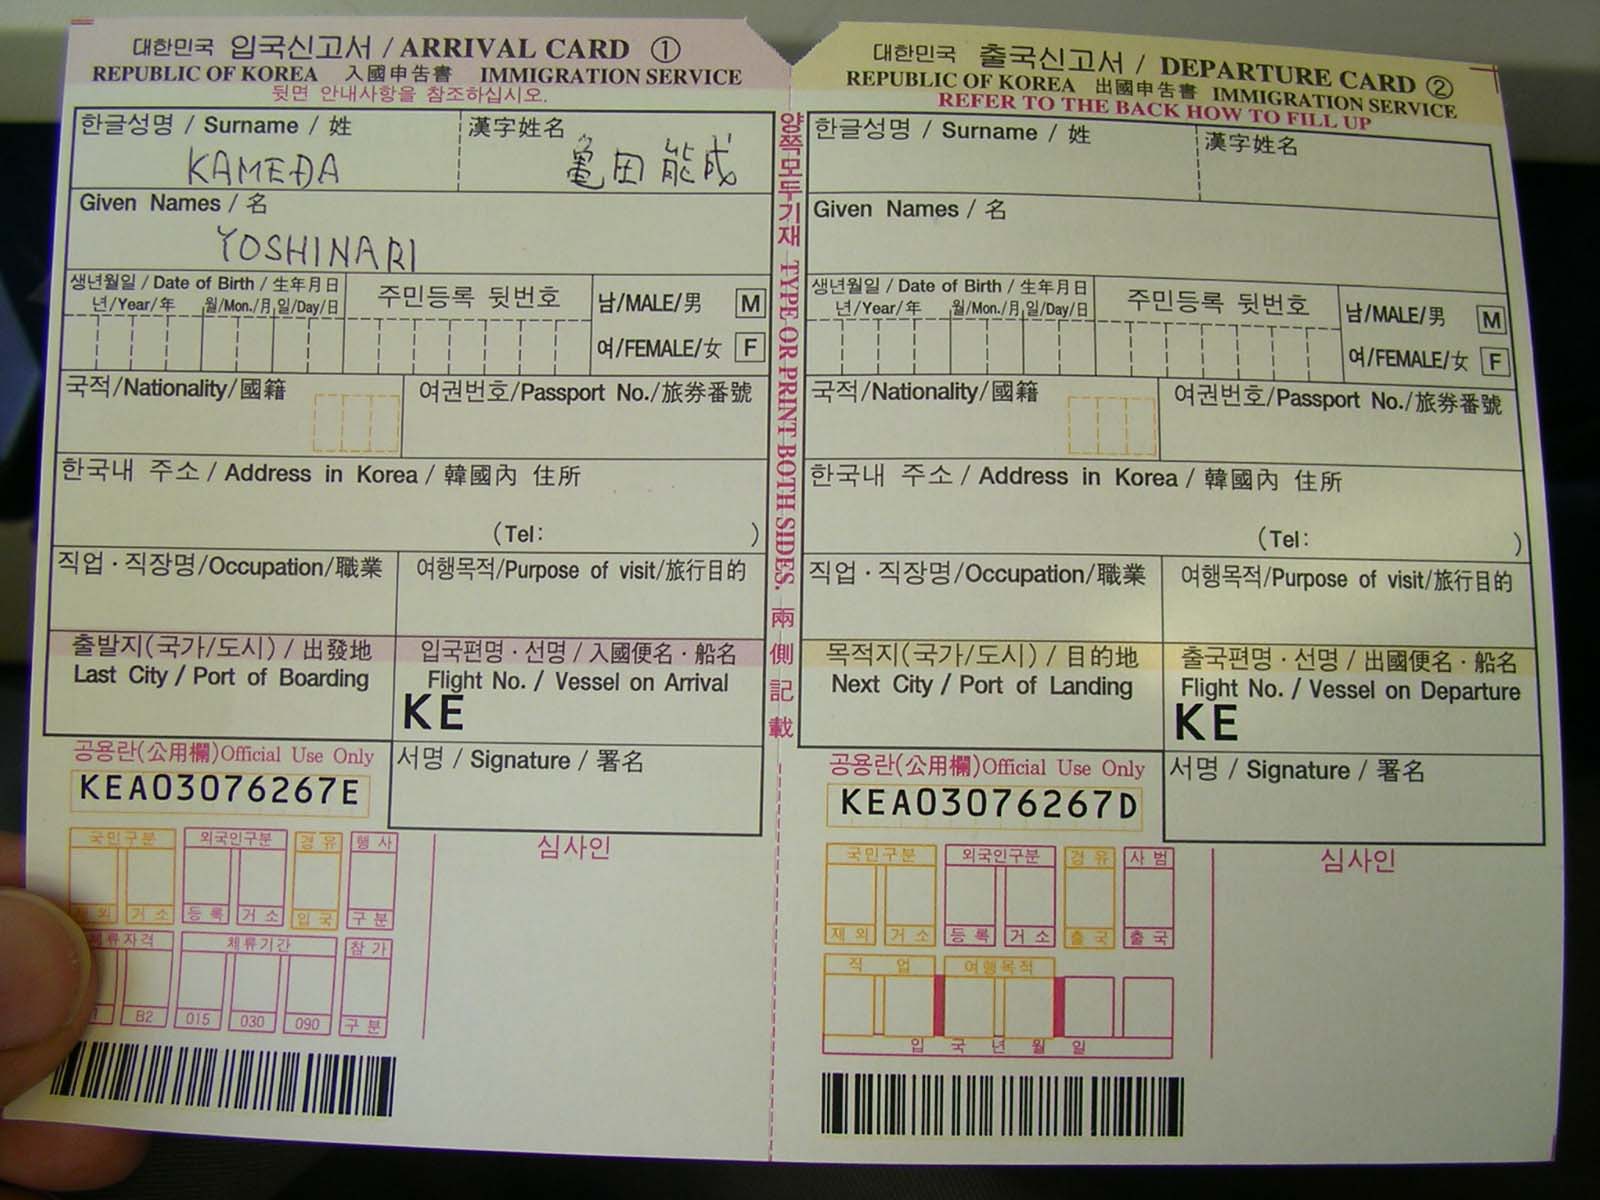 대한민국 입국신고서 / ARRIVAL CARD ①
REPUBLIC OF KOREA 入國申告書 IMMIGRATION SERVICE
뒷면 안내사항을 참조하십시오.
한글성명 / Surname / 姓
KAMEDA
漢字姓名
亀田 能成
Given Names / 名
YOSHINARI
생년월일 / Date of Birth / 生年月日
년/Year/年 월/Mon./月 일/Day/日
주민등록 뒷번호
남/MALE/男 M
여/FEMALE/女 F
국적/Nationality/國籍
여권번호/Passport No./旅券番號
한국내 주소 / Address in Korea / 韓國內 住所
(Tel: )
직업 · 직장명/Occupation/職業
여행목적/Purpose of visit/旅行目的
출발지(국가/도시) / 出發地
Last City / Port of Boarding
입국편명 · 선명 / 入國便名 · 船名
Flight No. / Vessel on Arrival
KE
공용란(公用欄)Official Use Only
KEA03076267E
서명 / Signature / 署名
국민구분 외국인구분 경유 행사
외 거소 등록 거소 입국 구분
체류자격 체류기간 참가
B2 015 030 090 구분
심사인
양쪽모두기재 TYPE OR PRINT BOTH SIDES. 兩側記載
대한민국 출국신고서 / DEPARTURE CARD ②
REPUBLIC OF KOREA 出國申告書 IMMIGRATION SERVICE
REFER TO THE BACK HOW TO FILL UP
한글성명 / Surname / 姓
漢字姓名
Given Names / 名
생년월일 / Date of Birth / 生年月日
년/Year/年 월/Mon./月 일/Day/日
주민등록 뒷번호
남/MALE/男 M
여/FEMALE/女 F
국적/Nationality/國籍
여권번호/Passport No./旅券番號
한국내 주소 / Address in Korea / 韓國內 住所
(Tel: )
직업 · 직장명/Occupation/職業
여행목적/Purpose of visit/旅行目的
목적지(국가/도시) / 目的地
Next City / Port of Landing
출국편명 · 선명 / 出國便名 · 船名
Flight No. / Vessel on Departure
KE
공용란(公用欄)Official Use Only
KEA03076267D
서명 / Signature / 署名
국민구분 외국인구분 경유 사범
재외 거소 등록 거소 출국 출국
직 업 여행목적
입 국 년 월 일
심사인